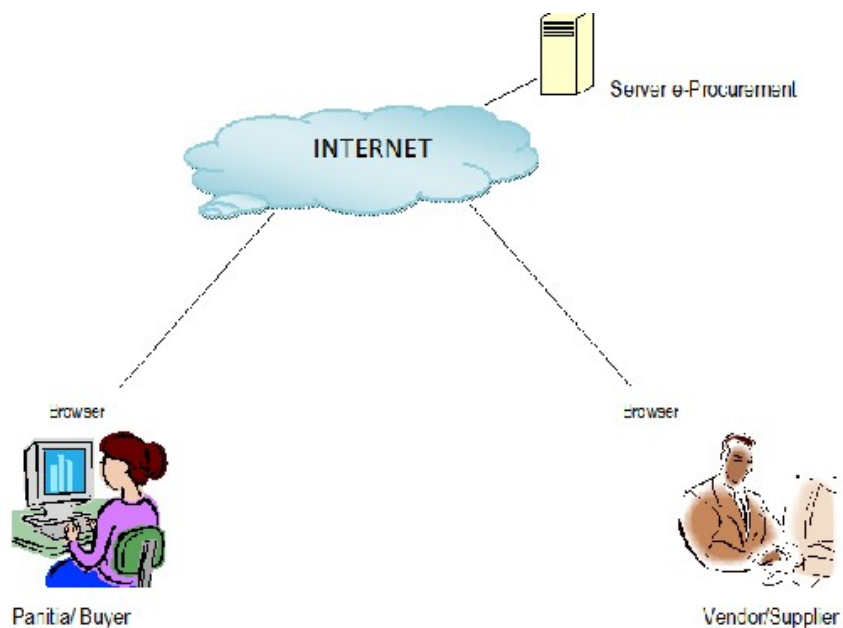 Server e-Procurement
INTERNET
Browser
Browser
Panitia/ Buyer
Vendor/Supplier